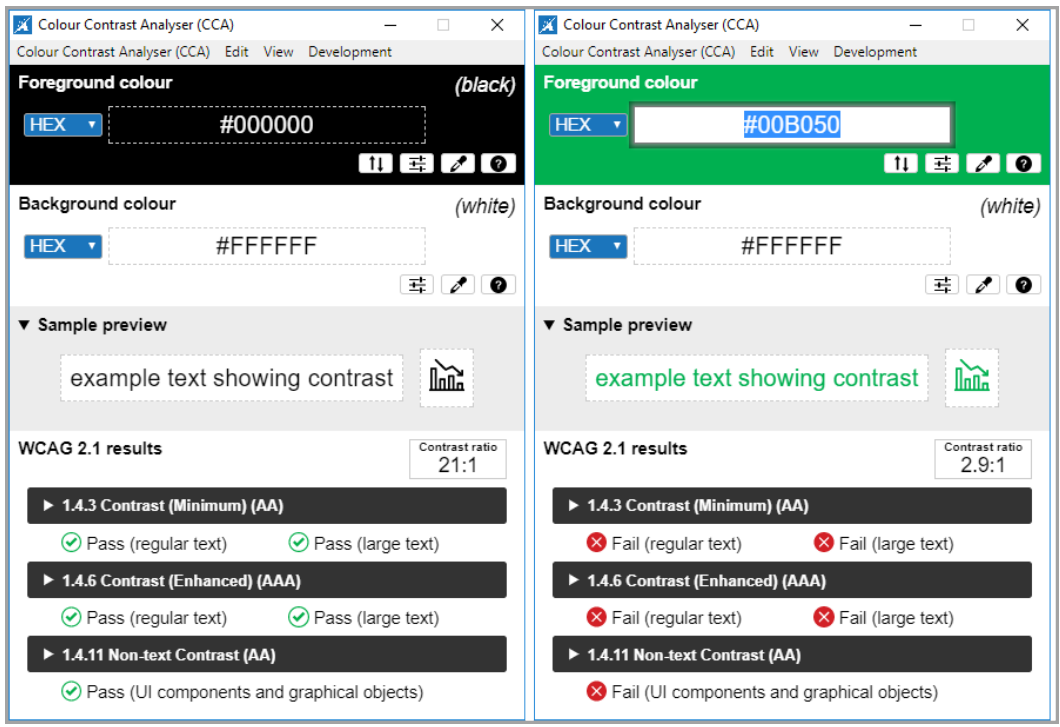 Colour Contrast Analyser (CCA)
Colour Contrast Analyser (CCA) Edit View Development
Foreground colour (black)
HEX #000000
Background colour (white)
HEX #FFFFFF
Sample preview
example text showing contrast
WCAG 2.1 results Contrast ratio
21:1
1.4.3 Contrast (Minimum) (AA)
Pass (regular text) Pass (large text)
1.4.6 Contrast (Enhanced) (AAA)
Pass (regular text) Pass (large text)
1.4.11 Non-text Contrast (AA)
Pass (UI components and graphical objects)
Colour Contrast Analyser (CCA)
Colour Contrast Analyser (CCA) Edit View Development
Foreground colour
HEX #00B050
Background colour (white)
HEX #FFFFFF
Sample preview
example text showing contrast
WCAG 2.1 results Contrast ratio
2.9:1
1.4.3 Contrast (Minimum) (AA)
Fail (regular text) Fail (large text)
1.4.6 Contrast (Enhanced) (AAA)
Fail (regular text) Fail (large text)
1.4.11 Non-text Contrast (AA)
Fail (UI components and graphical objects)